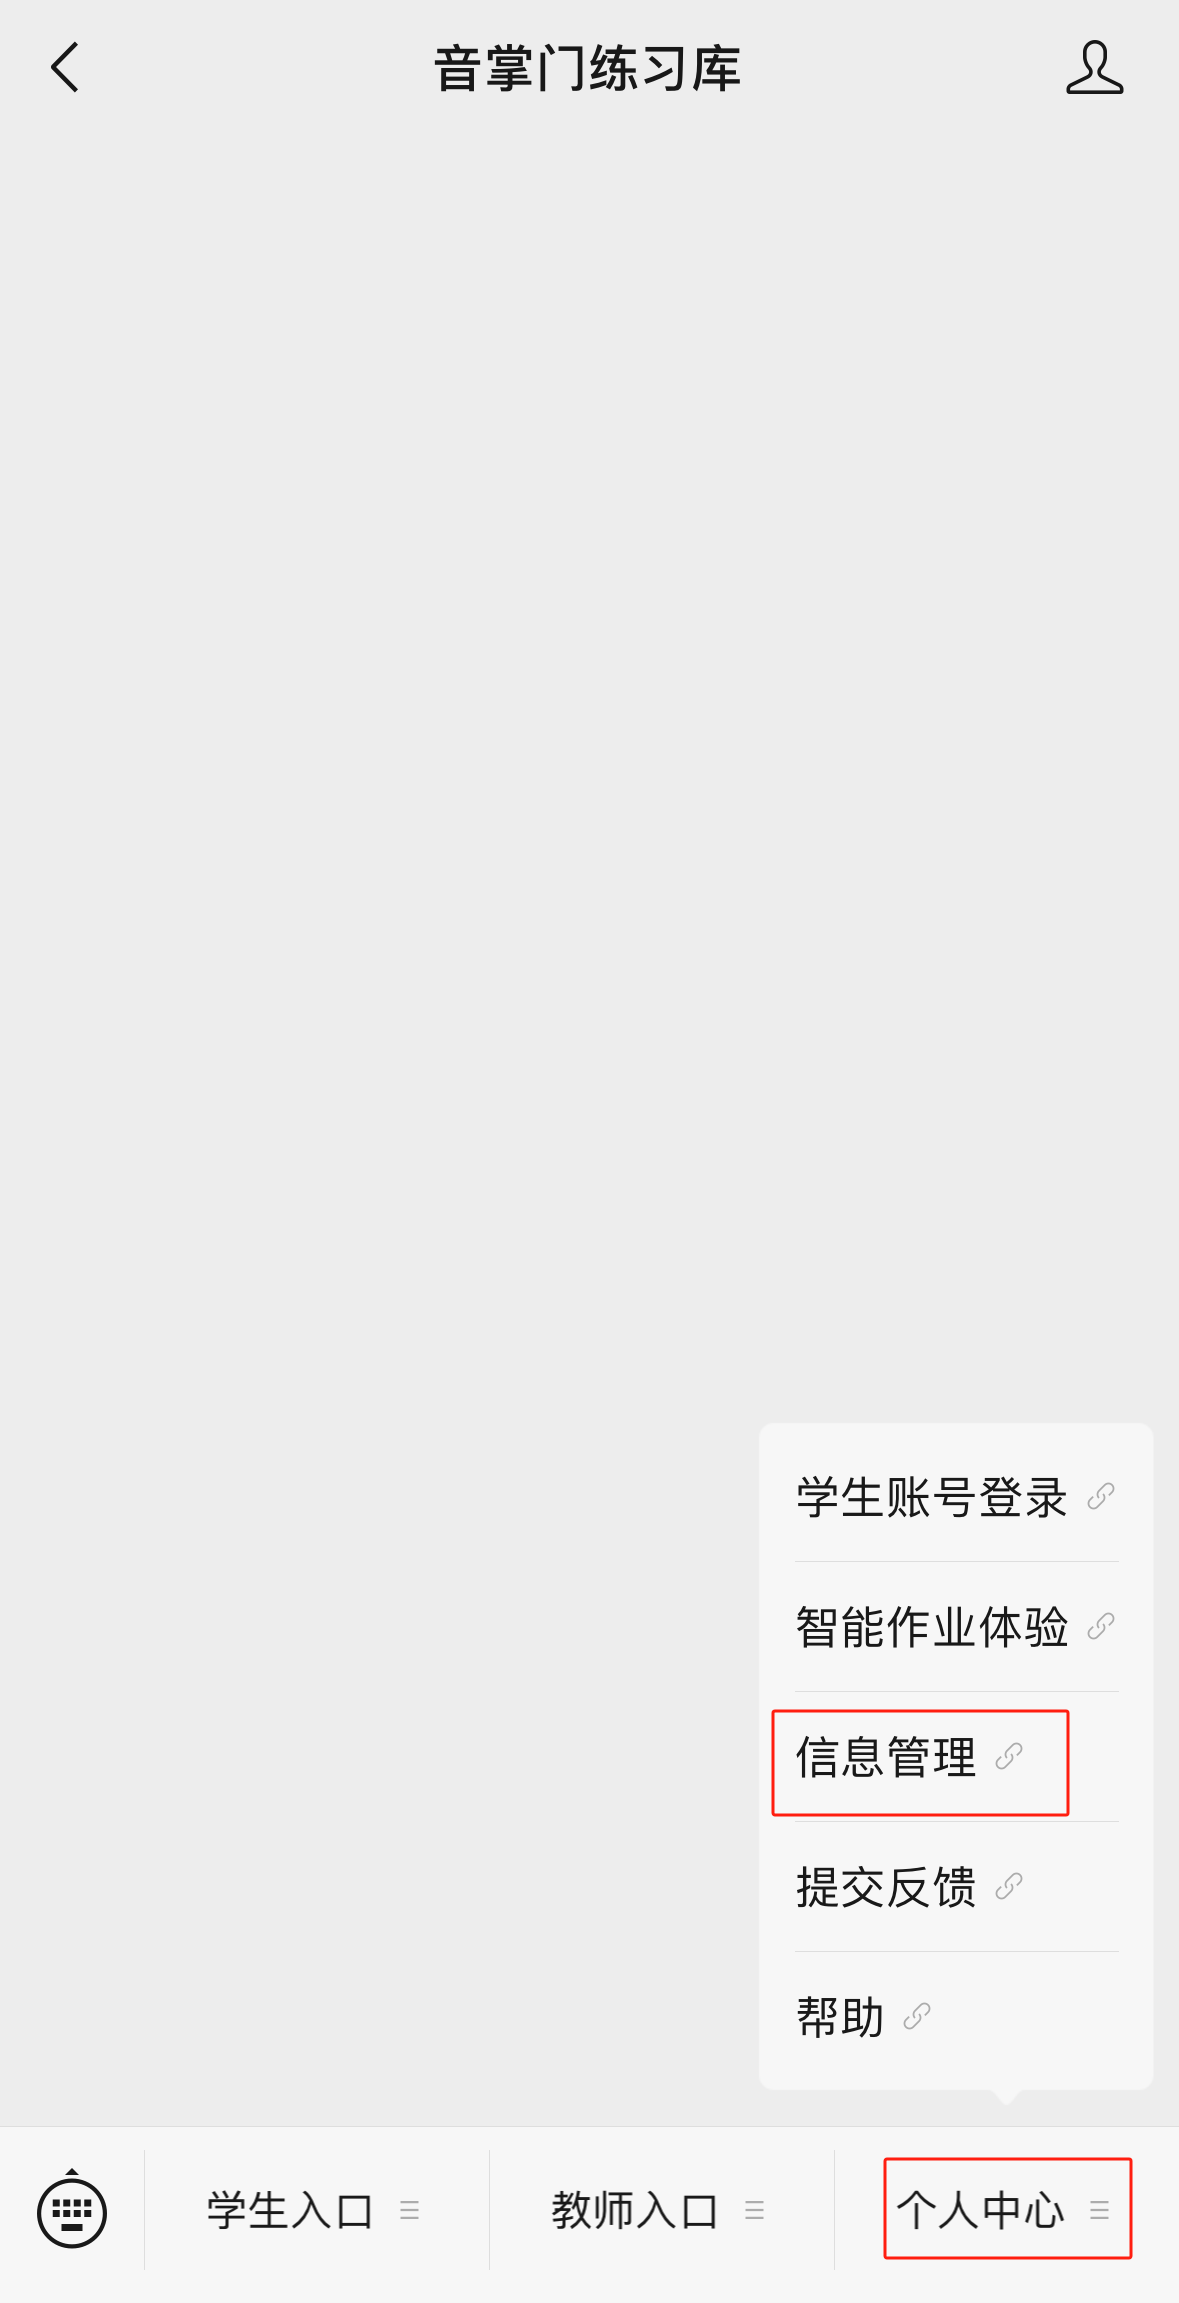 音掌门练习库
学生账号登录
智能作业体验
信息管理
提交反馈
帮助
学生入口
教师入口
个人中心